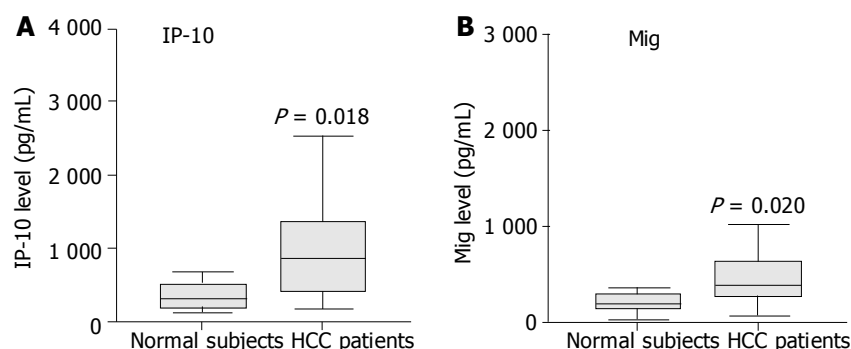 A
IP-10
IP-10 level (pg/mL)
4 000
3 000
2 000
1 000
0
P = 0.018
Normal subjects HCC patients
B
Mig
Mig level (pg/mL)
3 000
2 000
1 000
0
P = 0.020
Normal subjects HCC patients